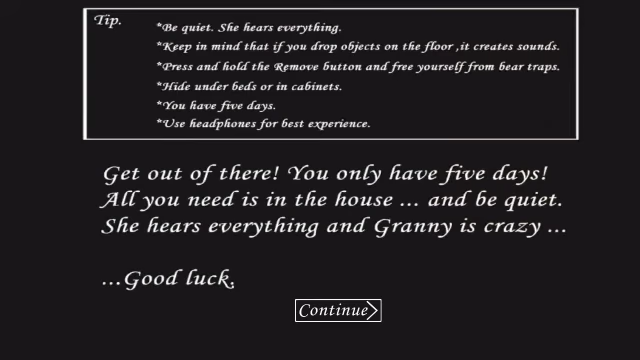 Tip.
*Be quiet. She hears everything.
*Keep in mind that if you drop objects on the floor ,it creates sounds.
*Press and hold the Remove button and free yourself from bear traps.
*Hide under beds or in cabinets.
*You have five days.
*Use headphones for best experience.
Get out of there! You only have five days!
All you need is in the house ... and be quiet.
She hears everything and Granny is crazy ...
...Good luck.
Continue